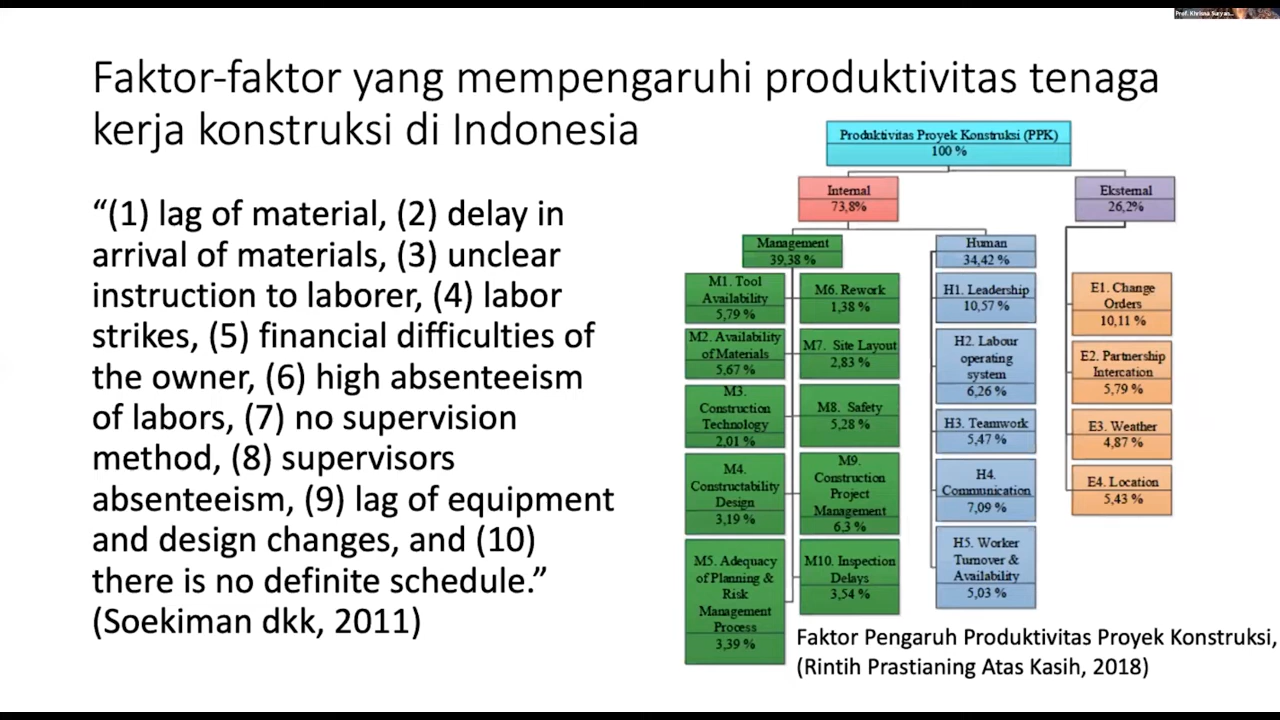 Prof. Khrisna Suryan...
Faktor-faktor yang mempengaruhi produktivitas tenaga
kerja konstruksi di Indonesia
“(1) lag of material, (2) delay in
arrival of materials, (3) unclear
instruction to laborer, (4) labor
strikes, (5) financial difficulties of
the owner, (6) high absenteeism
of labors, (7) no supervision
method, (8) supervisors
absenteeism, (9) lag of equipment
and design changes, and (10)
there is no definite schedule.”
(Soekiman dkk, 2011)
Produktivitas Proyek Konstruksi (PPK)
100 %
Internal
73,8%
Eksternal
26,2%
Management
39,38 %
Human
34,42 %
M1. Tool
Availability
5,79 %
M2. Availability
of Materials
5,67 %
M3.
Construction
Technology
2,01 %
M4.
Constructability
Design
3,19 %
M5. Adequacy
of Planning &
Risk
Management
Process
3,39 %
M6. Rework
1,38 %
M7. Site Layout
2,83 %
M8. Safety
5,28 %
M9.
Construction
Project
Management
6,3 %
M10. Inspection
Delays
3,54 %
H1. Leadership
10,57 %
H2. Labour
operating
system
6,26 %
H3. Teamwork
5,47 %
H4.
Communication
7,09 %
H5. Worker
Turnover &
Availability
5,03 %
E1. Change
Orders
10,11 %
E2. Partnership
Intercation
5,79 %
E3. Weather
4,87 %
E4. Location
5,43 %
Faktor Pengaruh Produktivitas Proyek Konstruksi,
(Rintih Prastianing Atas Kasih, 2018)